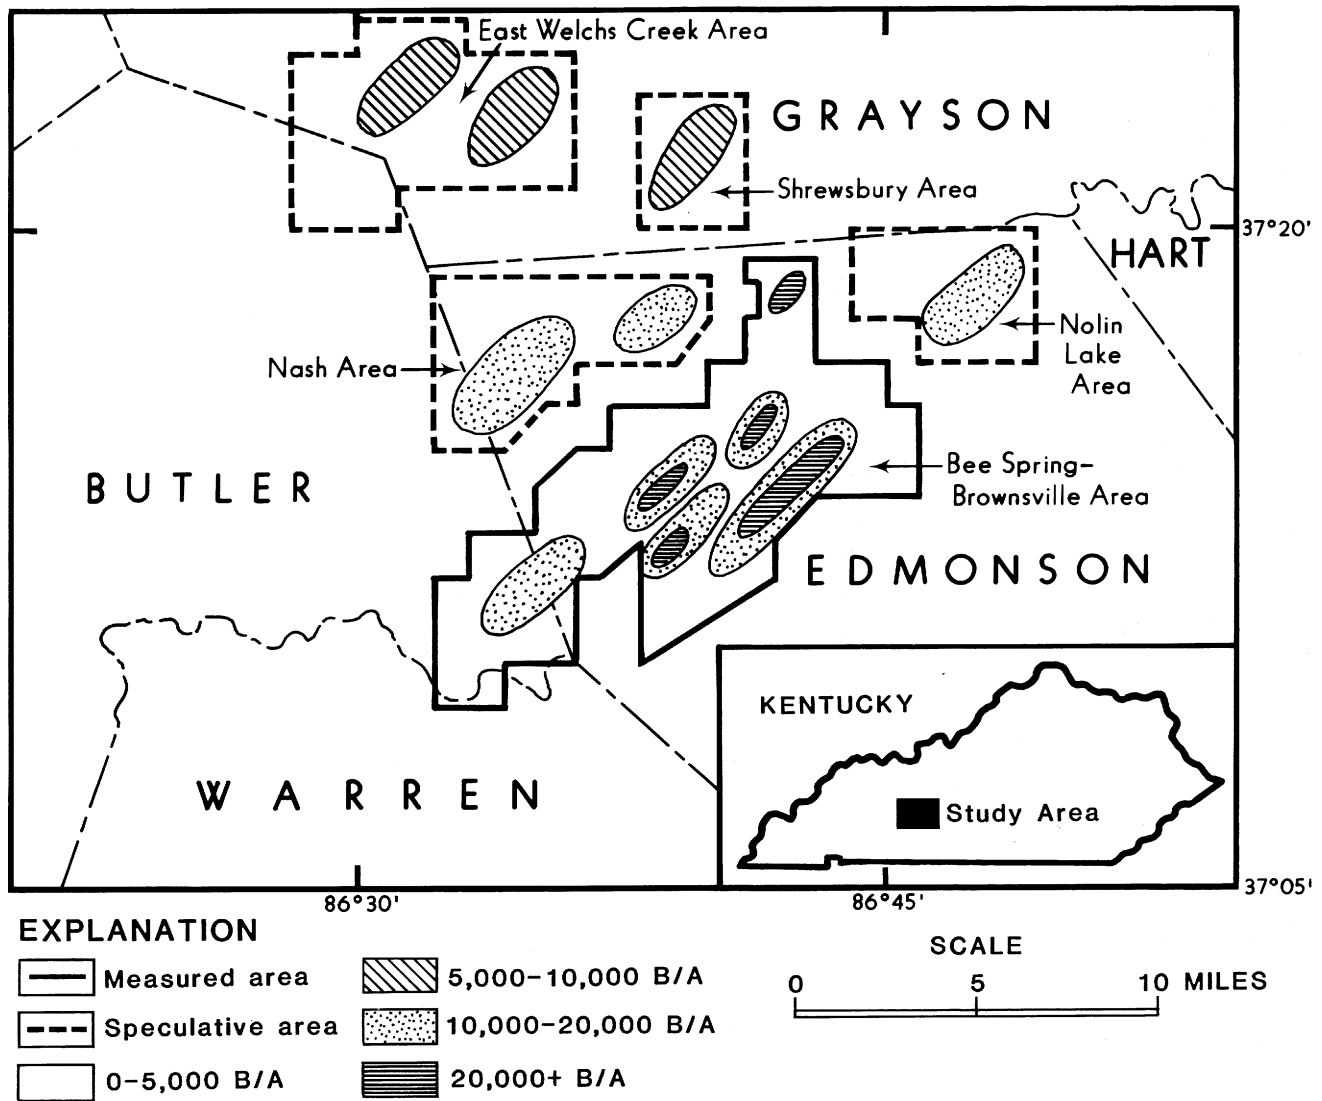 East Welchs Creek Area
GRAYSON
Shrewsbury Area
37°20'
HART
Nolin
Lake
Area
Nash Area
Bee Spring–
Brownsville Area
BUTLER
EDMONSON
KENTUCKY
WARREN
Study Area
37°05'
86°30'
86°45'
EXPLANATION
Measured area
5,000–10,000 B/A
Speculative area
10,000–20,000 B/A
0–5,000 B/A
20,000+ B/A
SCALE
0 5 10 MILES